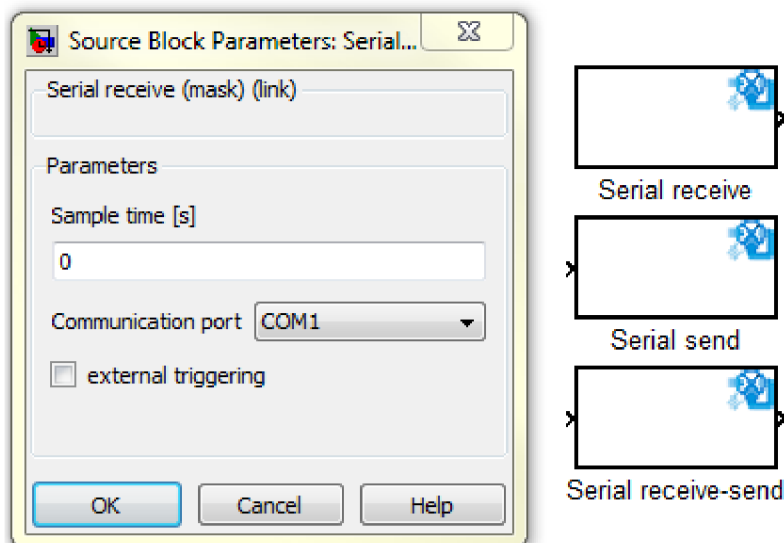 Source Block Parameters: Serial...
Serial receive (mask) (link)
Parameters
Sample time [s]
0
Communication port COM1
external triggering
OK Cancel Help
Serial receive
Serial send
Serial receive-send